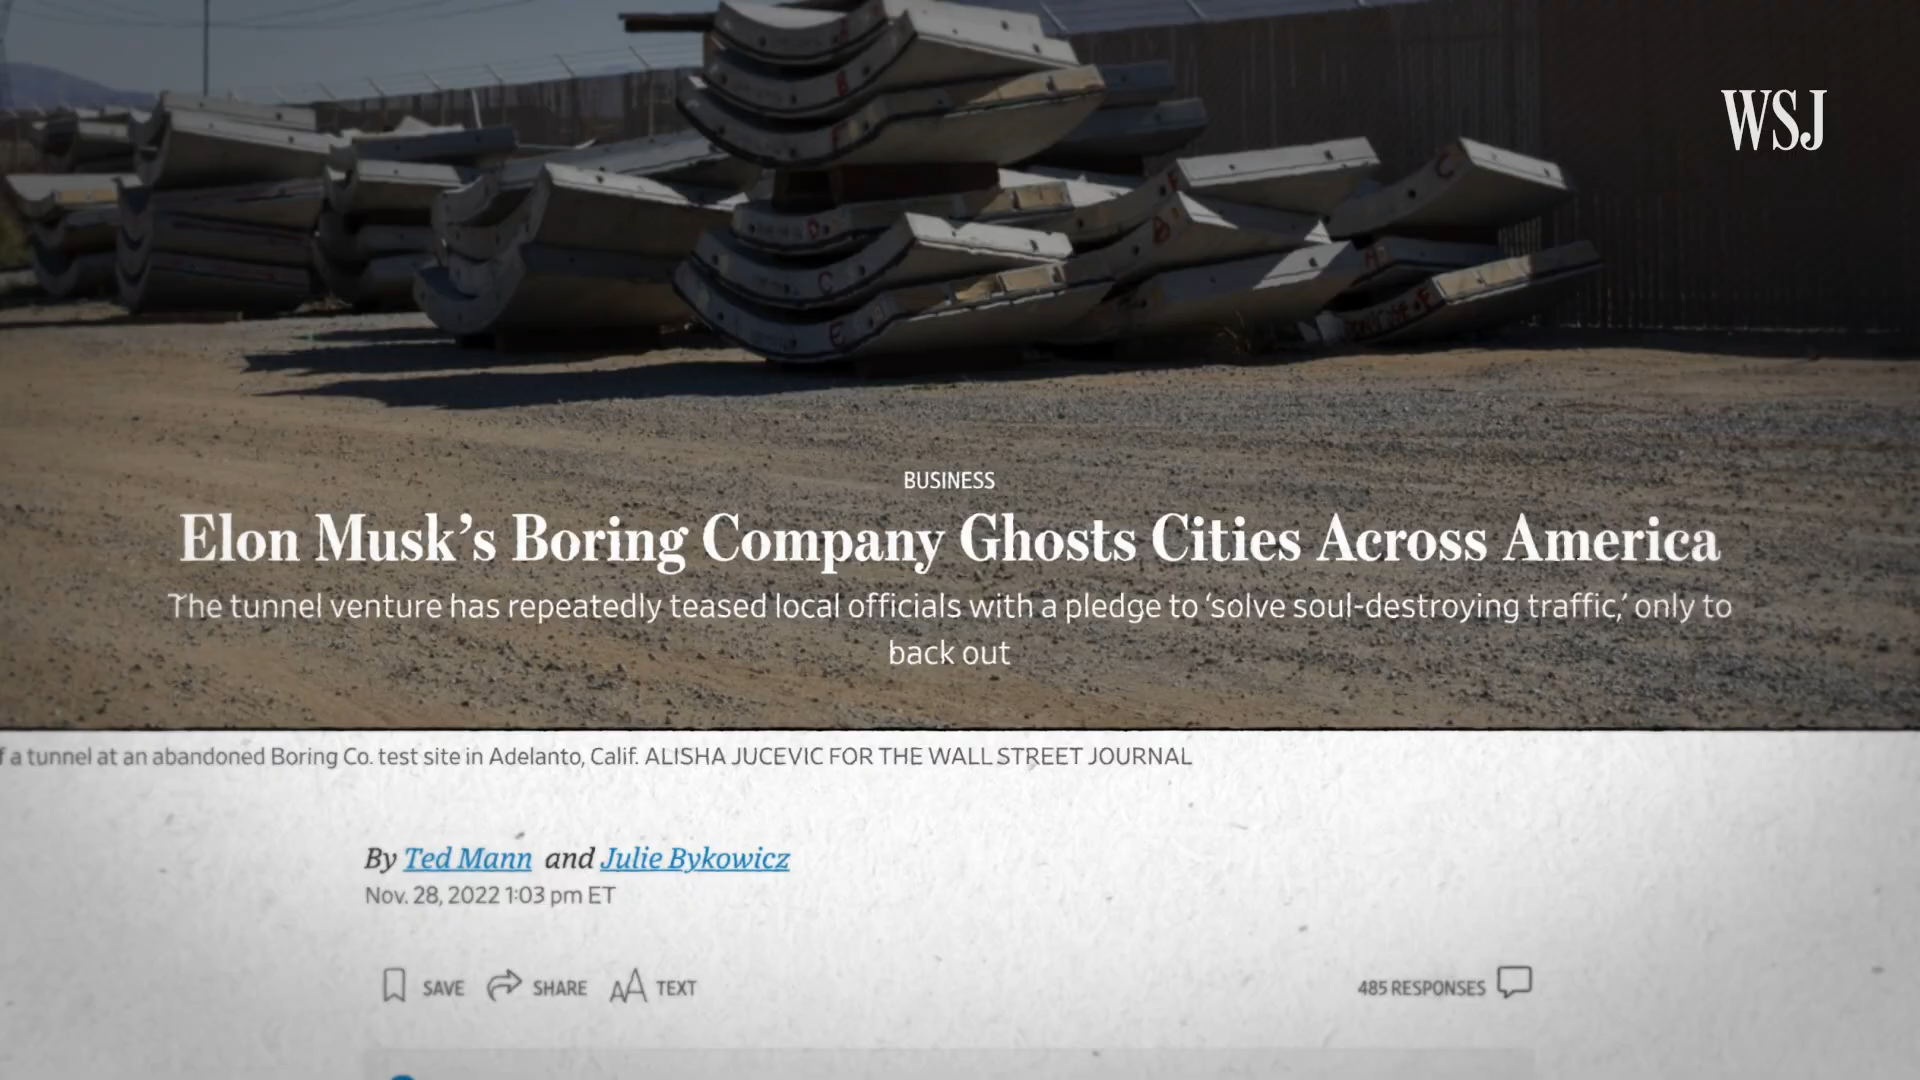 WSJ
BUSINESS
Elon Musk’s Boring Company Ghosts Cities Across America
The tunnel venture has repeatedly teased local officials with a pledge to ‘solve soul-destroying traffic,’ only to
back out
f a tunnel at an abandoned Boring Co. test site in Adelanto, Calif. ALISHA JUCEVIC FOR THE WALL STREET JOURNAL
By Ted Mann and Julie Bykowicz
Nov. 28, 2022 1:03 pm ET
SAVE SHARE AA TEXT 485 RESPONSES